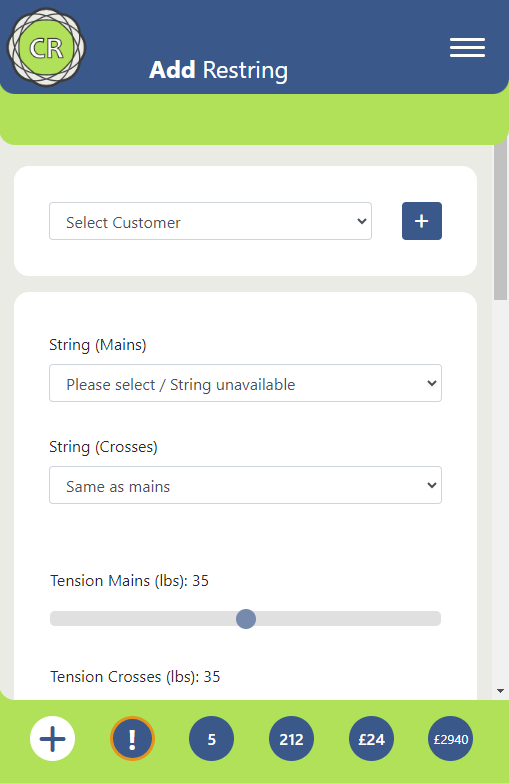 CR
Add Restring
Select Customer
+
String (Mains)
Please select / String unavailable
String (Crosses)
Same as mains
Tension Mains (lbs): 35
Tension Crosses (lbs): 35
+ ! 5 212 £24 £2940